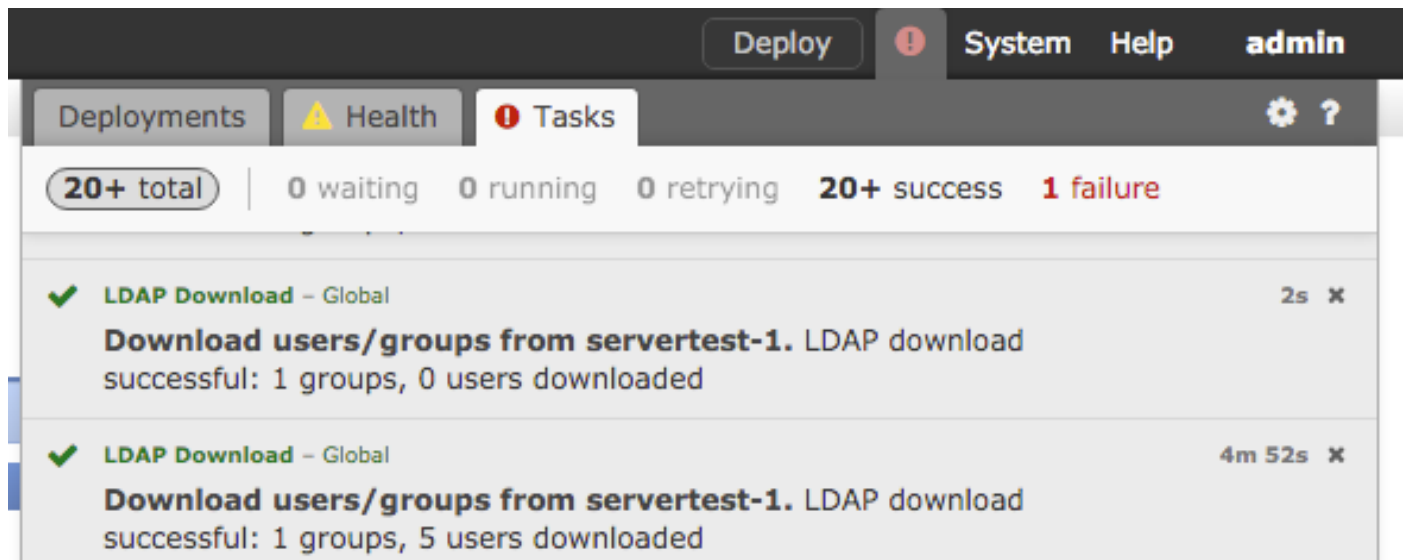 Deploy System Help admin
Deployments Health Tasks ?
20+ total 0 waiting 0 running 0 retrying 20+ success 1 failure
LDAP Download – Global 2s
Download users/groups from servertest-1. LDAP download
successful: 1 groups, 0 users downloaded
LDAP Download – Global 4m 52s
Download users/groups from servertest-1. LDAP download
successful: 1 groups, 5 users downloaded